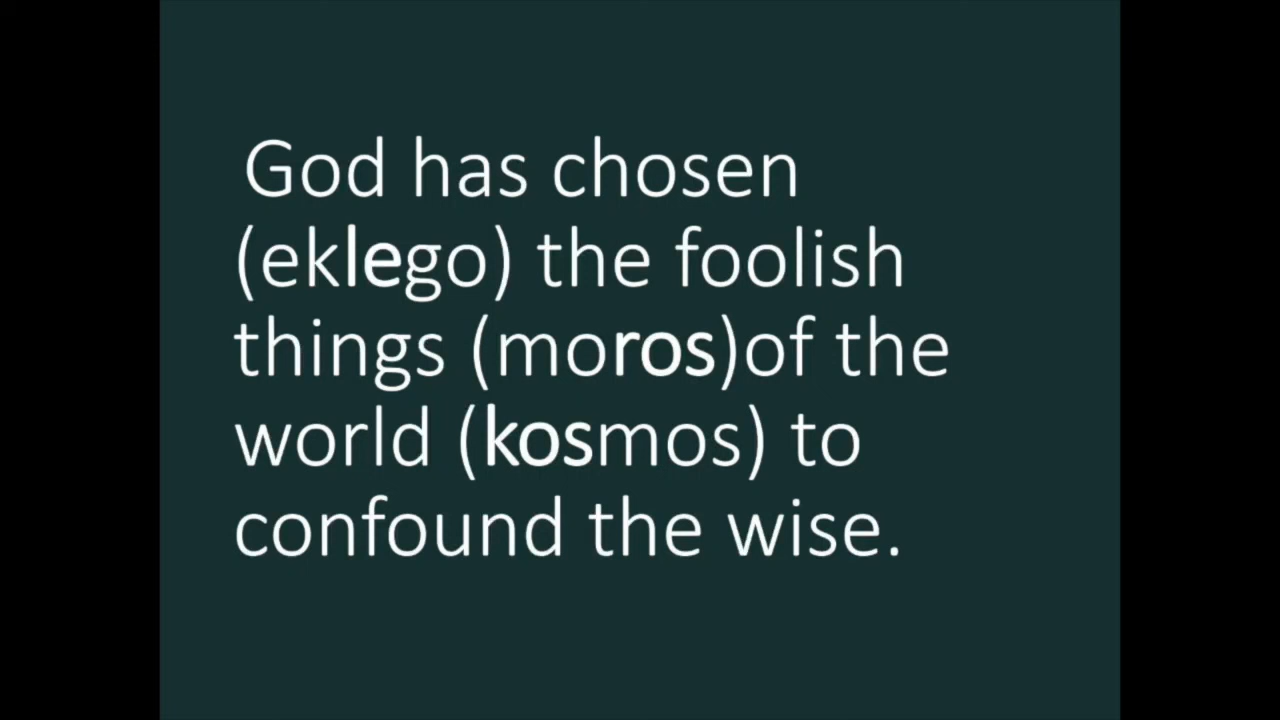 God has chosen
(eklego) the foolish
things (moros)of the
world (kosmos) to
confound the wise.